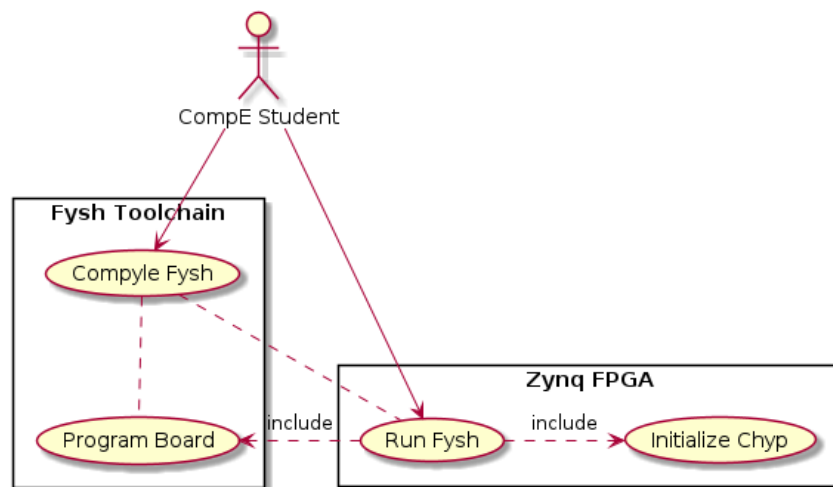 CompE Student
Fysh Toolchain
Compyle Fysh
Zynq FPGA
Program Board
include
Run Fysh
include
Initialize Chyp